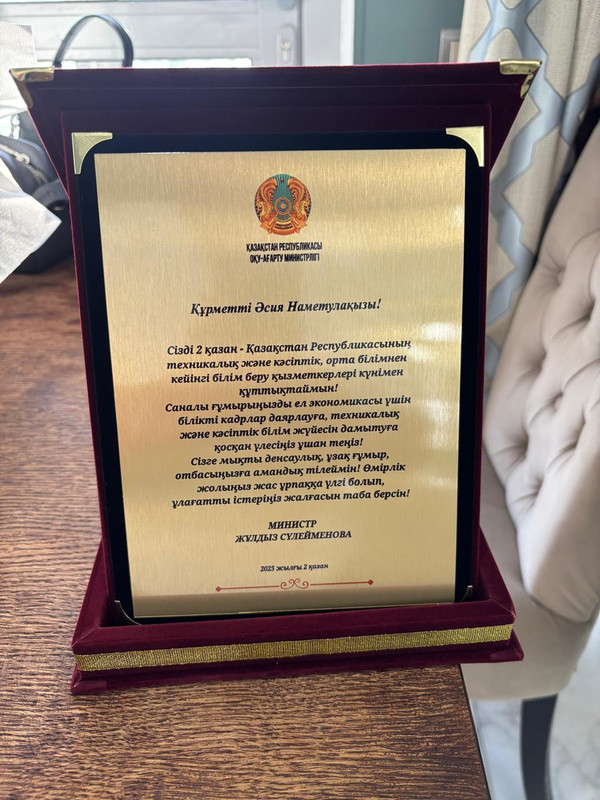 ҚАЗАҚСТАН РЕСПУБЛИКАСЫ
ОҚУ-АҒАРТУ МИНИСТРЛІГІ
Құрметті Әсия Наметулақызы!
Сізді 2 қазан - Қазақстан Республикасының
техникалық және кәсіптік, орта білімнен
кейінгі білім беру қызметкерлері күнімен
құттықтаймын!
Саналы ғұмырыңызды ел экономикасы үшін
білікті кадрлар даярлауға, техникалық
және кәсіптік білім жүйесін дамытуға
қосқан үлесіңіз ұшан теңіз!
Сізге мықты денсаулық, ұзақ ғұмыр,
отбасыңызға амандық тілеймін! Өмірлік
жолыңыз жас ұрпаққа үлгі болып,
ұлағатты істеріңіз жалғасын таба берсін!
МИНИСТР
ЖҰЛДЫЗ СҮЛЕЙМЕНОВА
2025 жылғы 2 қазан